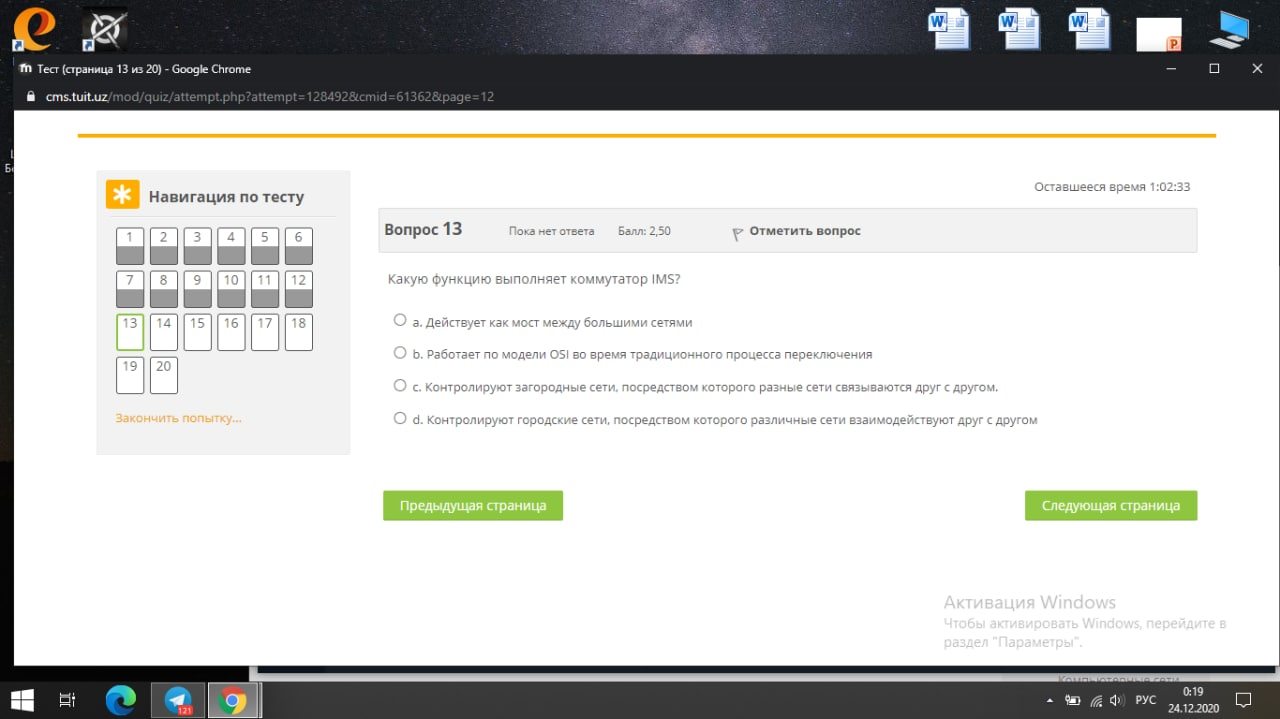 Тест (страница 13 из 20) - Google Chrome
cms.tuit.uz/mod/quiz/attempt.php?attempt=128492&cmid=61362&page=12
Навигация по тесту
1 2 3 4 5 6
7 8 9 10 11 12
13 14 15 16 17 18
19 20
Закончить попытку...
Оставшееся время 1:02:33
Вопрос 13 Пока нет ответа Балл: 2,50 Отметить вопрос
Какую функцию выполняет коммутатор IMS?
a. Действует как мост между большими сетями
b. Работает по модели OSI во время традиционного процесса переключения
c. Контролируют загородные сети, посредством которого разные сети связываются друг с другом.
d. Контролируют городские сети, посредством которого различные сети взаимодействуют друг с другом
Предыдущая страница Следующая страница
Активация Windows
Чтобы активировать Windows, перейдите в
раздел "Параметры".
Компьютерные сети
121
РУС
0:19
24.12.2020